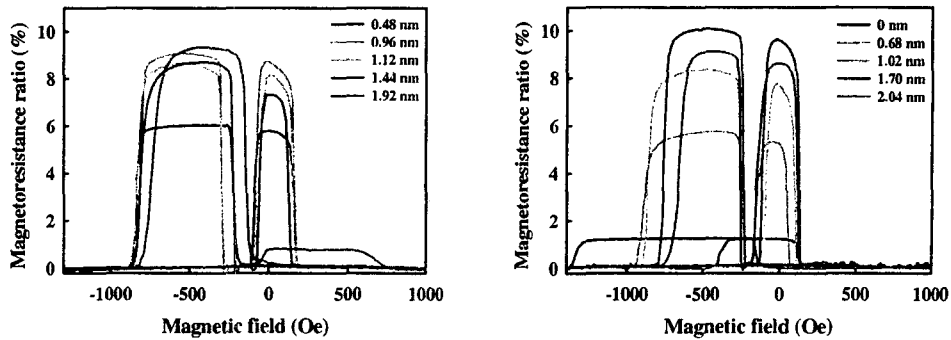 Magnetoresistance ratio (%)
10
8
6
4
2
0
0.48 nm
0.96 nm
1.12 nm
1.44 nm
1.92 nm
-1000 -500 0 500 1000
Magnetic field (Oe)
Magnetoresistance ratio (%)
10
8
6
4
2
0
0 nm
0.68 nm
1.02 nm
1.70 nm
2.04 nm
-1000 -500 0 500 1000
Magnetic field (Oe)